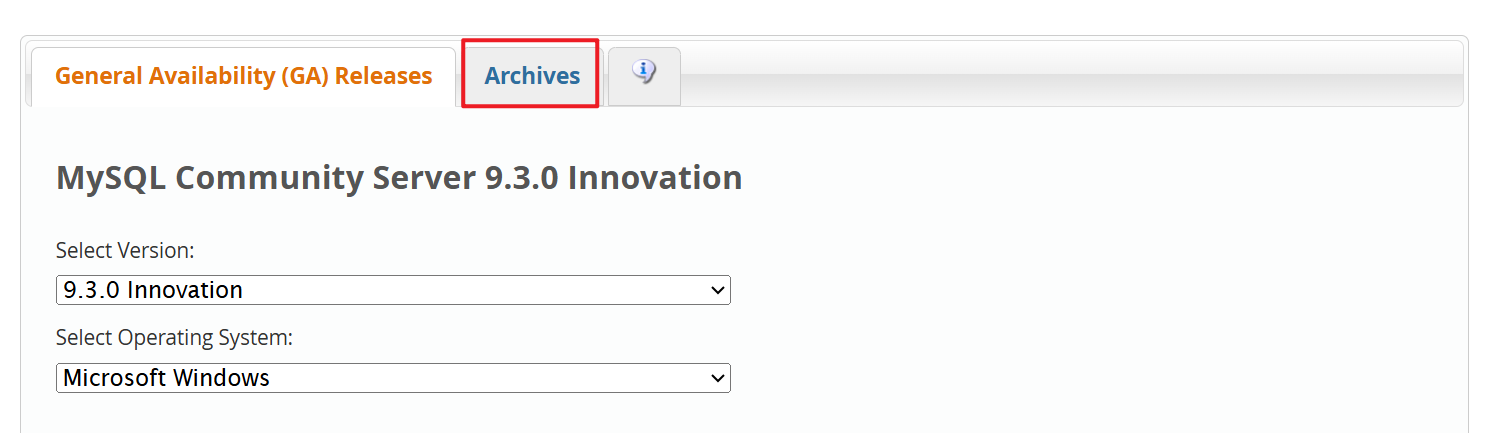 General Availability (GA) Releases Archives
MySQL Community Server 9.3.0 Innovation
Select Version:
9.3.0 Innovation
Select Operating System:
Microsoft Windows